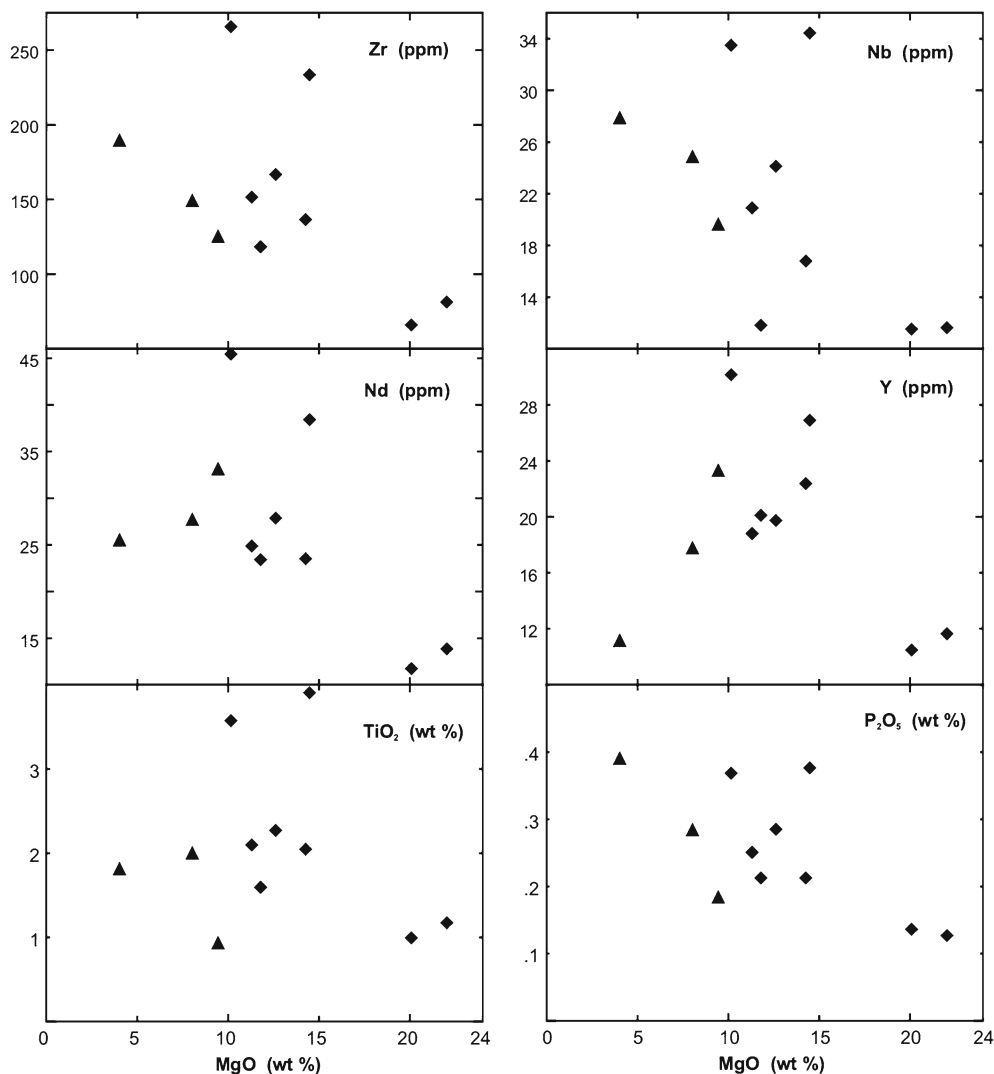 Zr (ppm)
250
200
150
100
Nb (ppm)
34
30
26
22
18
14
Nd (ppm)
45
35
25
15
Y (ppm)
28
24
20
16
12
TiO₂ (wt %)
3
2
1
0 5 10 15 20 24
MgO (wt %)
P₂O₅ (wt %)
.4
.3
.2
.1
0 5 10 15 20 24
MgO (wt %)